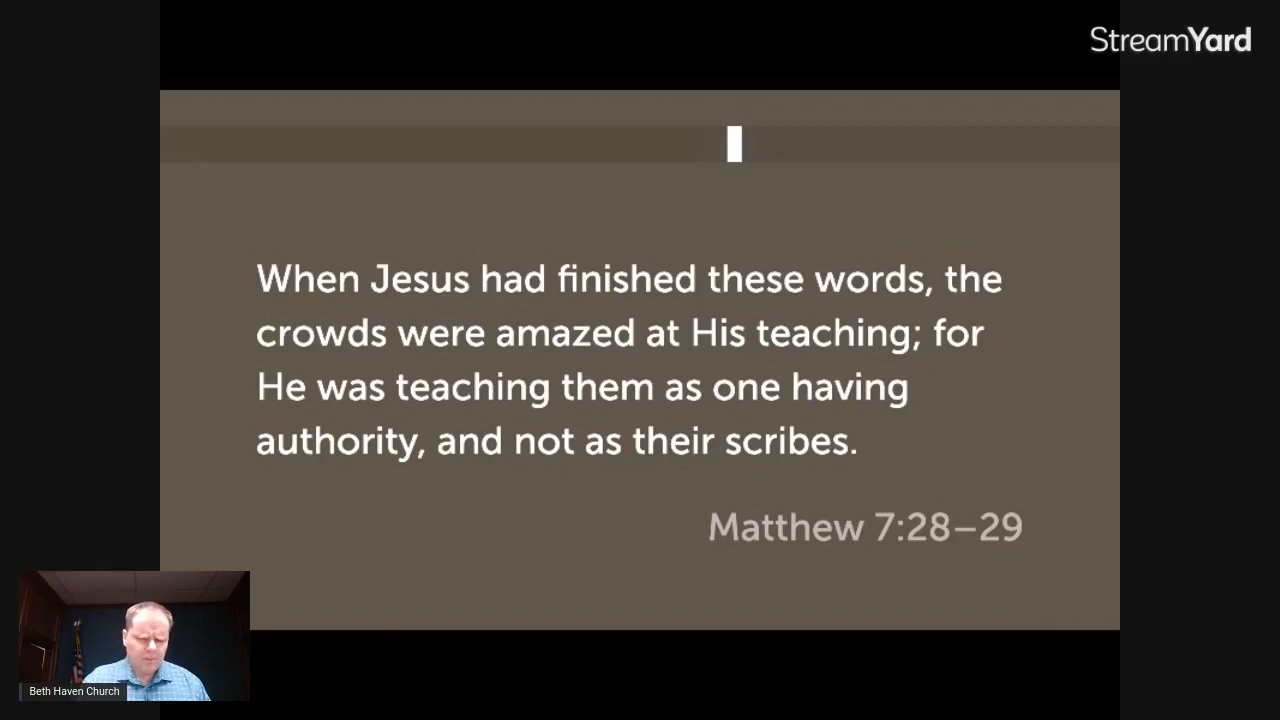 StreamYard
When Jesus had finished these words, the
crowds were amazed at His teaching; for
He was teaching them as one having
authority, and not as their scribes.
Matthew 7:28–29
Beth Haven Church